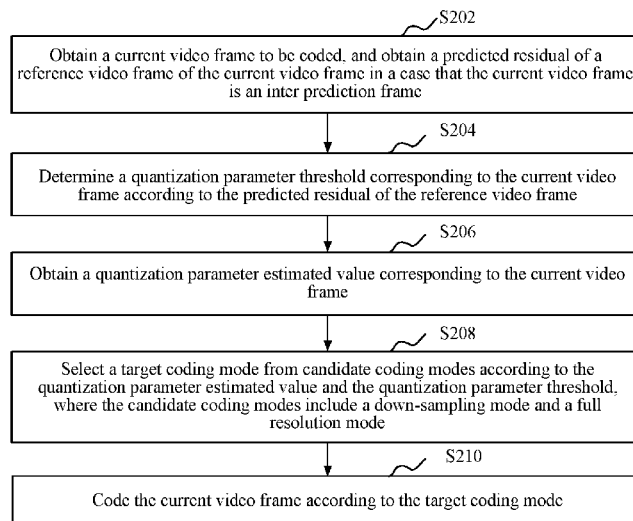 S202
Obtain a current video frame to be coded, and obtain a predicted residual of a
reference video frame of the current video frame in a case that the current video frame
is an inter prediction frame
S204
Determine a quantization parameter threshold corresponding to the current video
frame according to the predicted residual of the reference video frame
S206
Obtain a quantization parameter estimated value corresponding to the current video
frame
S208
Select a target coding mode from candidate coding modes according to the
quantization parameter estimated value and the quantization parameter threshold,
where the candidate coding modes include a down-sampling mode and a full
resolution mode
S210
Code the current video frame according to the target coding mode